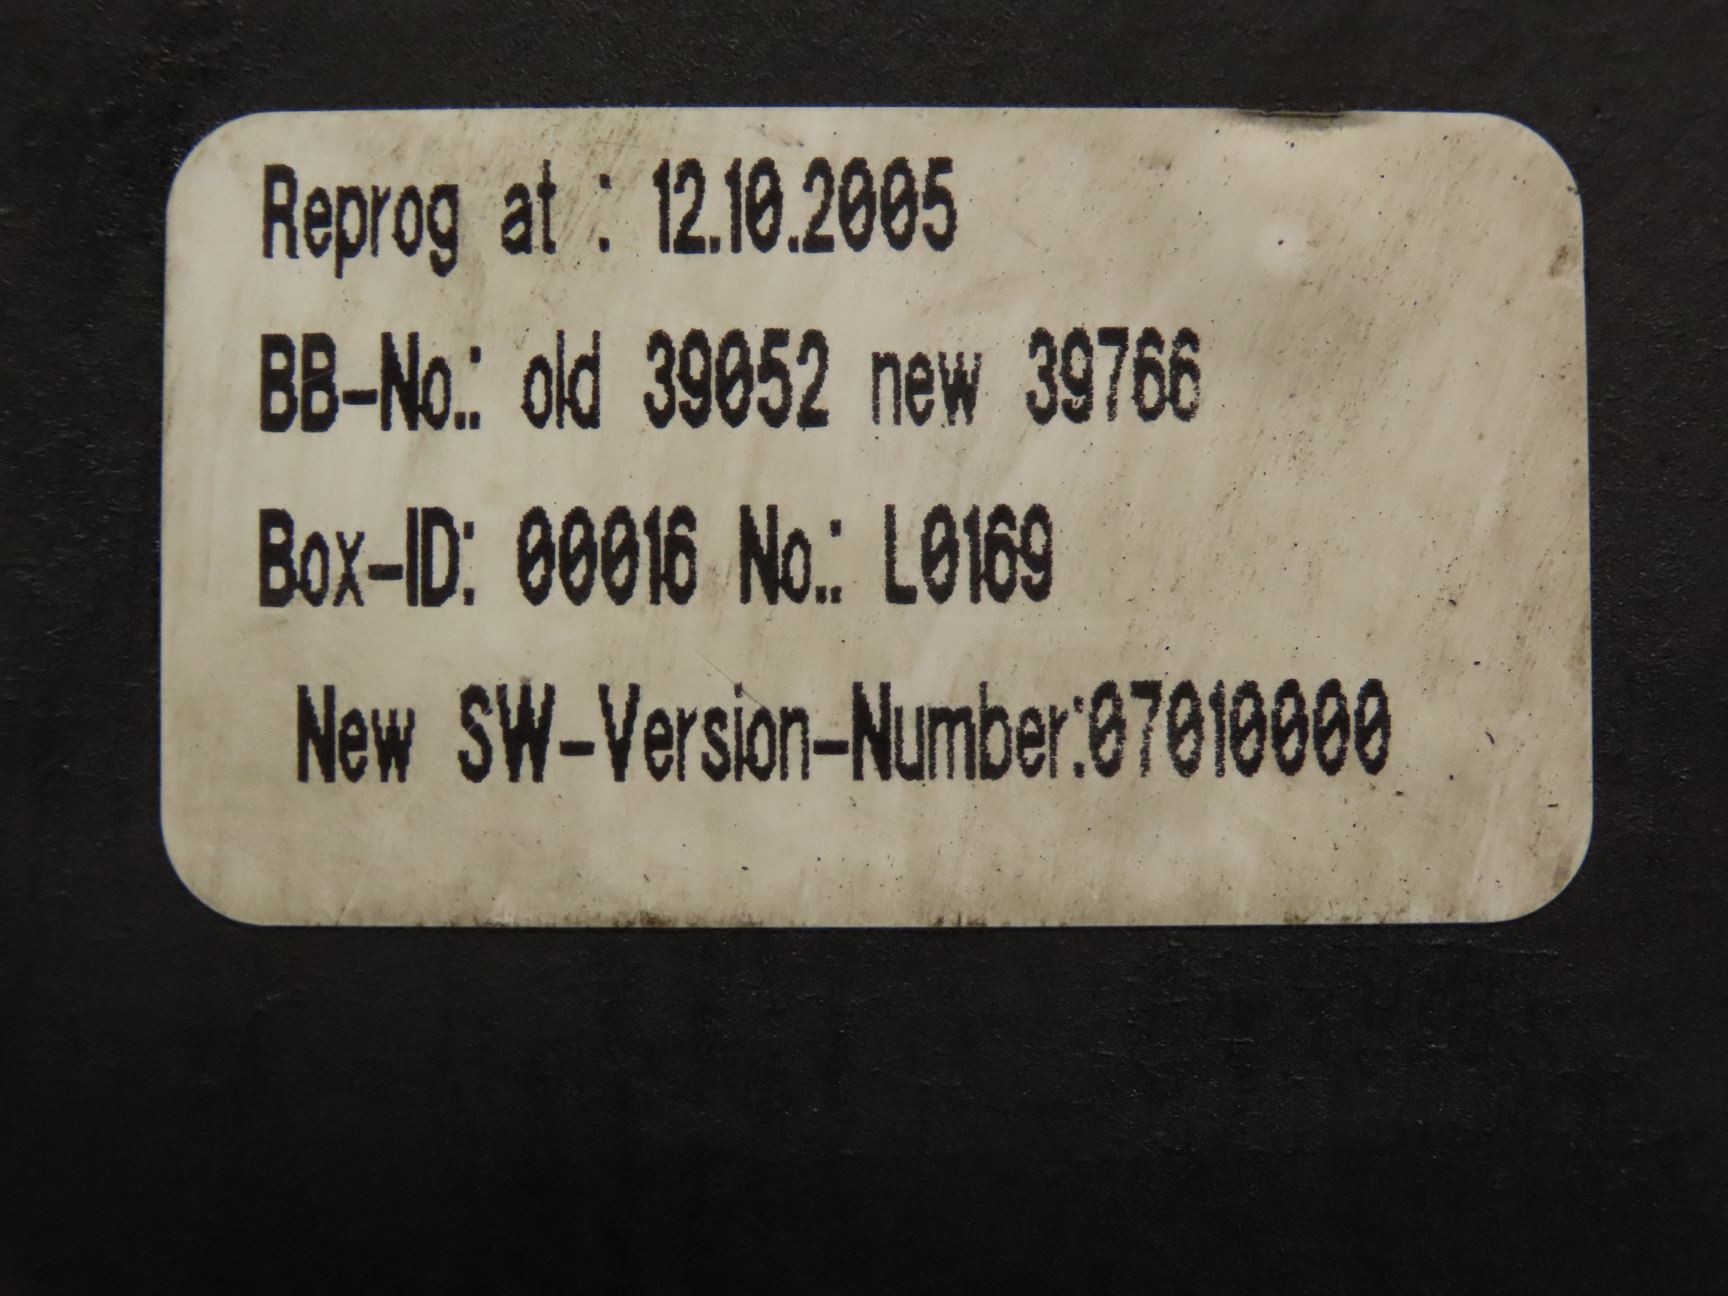 Reprog at : 12.10.2005
BB-No.: old 39052 new 39766
Box-ID: 00016 No.: L0169
New SW-Version-Number:07010000